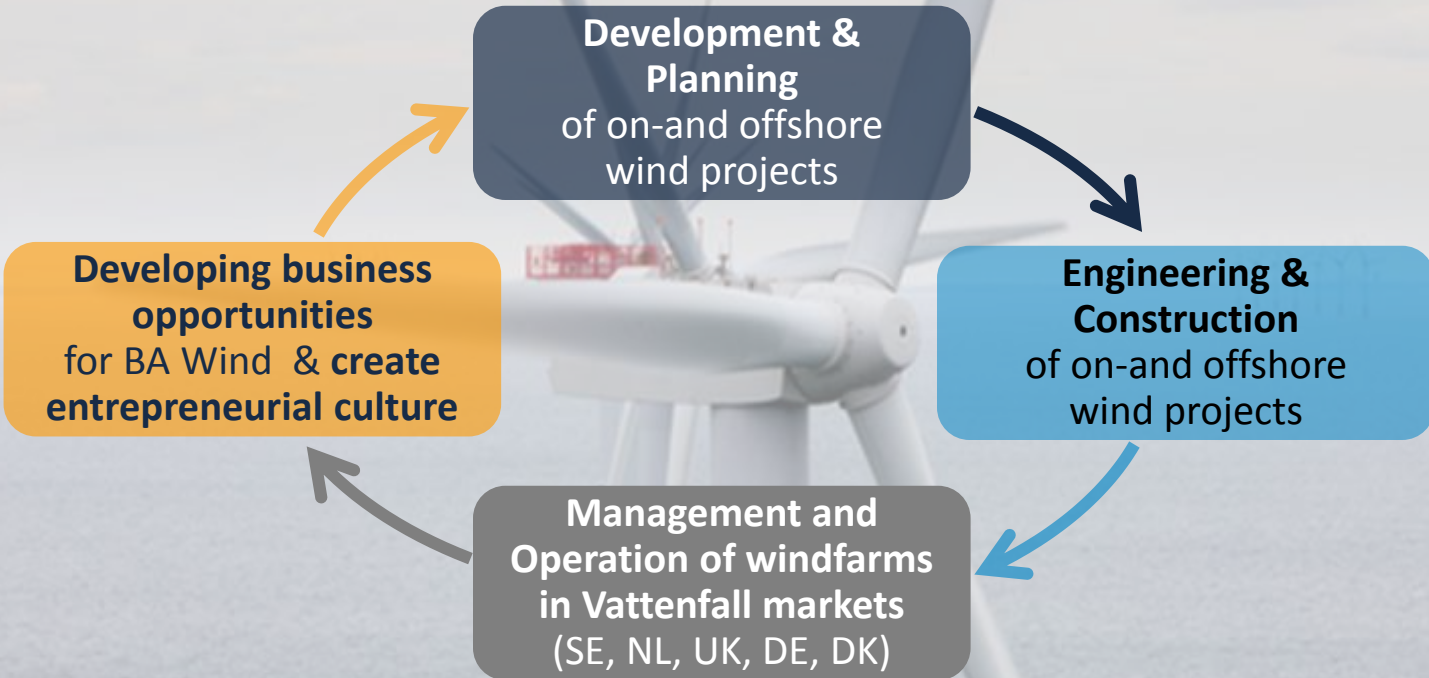 Development &
Planning
of on-and offshore
wind projects
Engineering &
Construction
of on-and offshore
wind projects
Management and
Operation of windfarms
in Vattenfall markets
(SE, NL, UK, DE, DK)
Developing business
opportunities
for BA Wind  & create
entrepreneurial culture